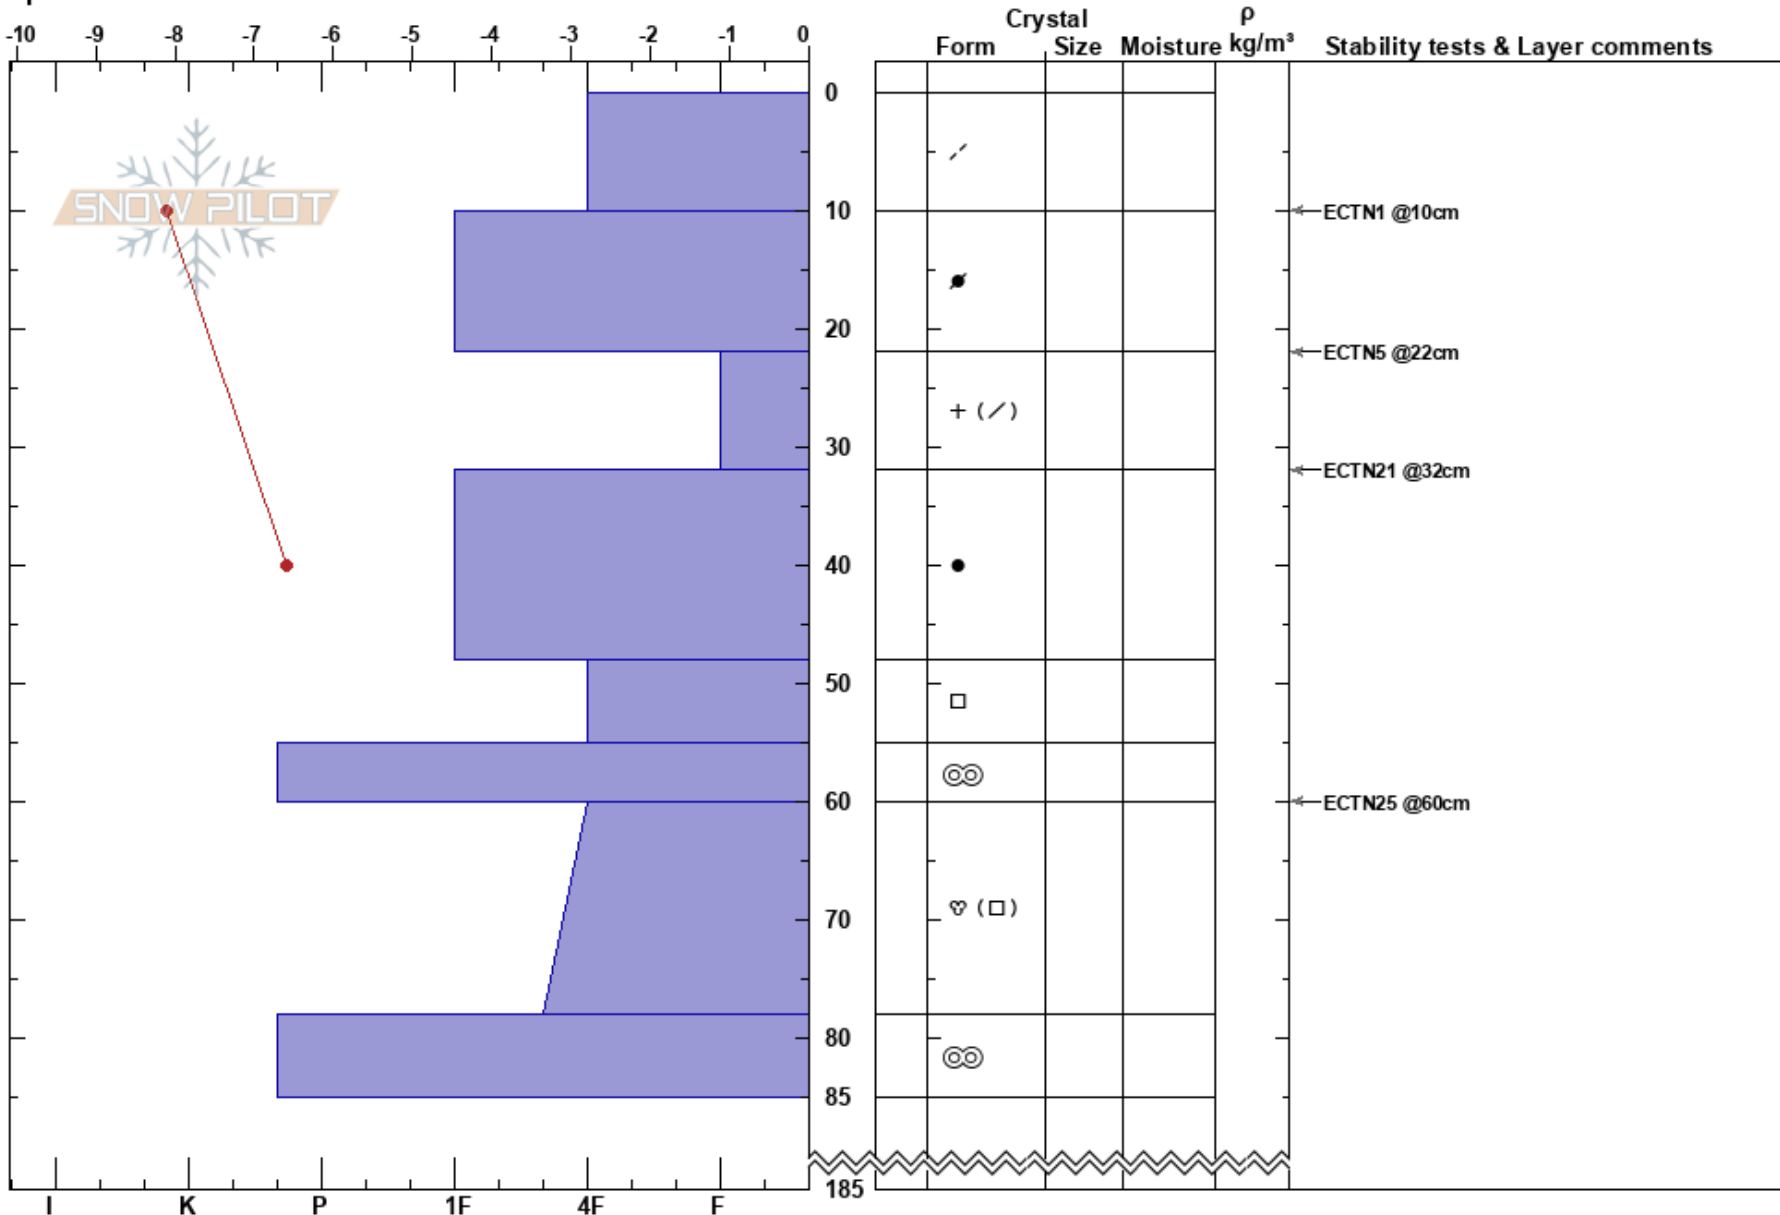 Crystal ρ
-10 -9 -8 -7 -6 -5 -4 -3 -2 -1 0
Form Size Moisture kg/m³ Stability tests & Layer comments
0
SNOW PILOT
10 ECTN1 @10cm
20
ECTN5 @22cm
+ (/)
30
ECTN21 @32cm
40
50
60 ECTN25 @60cm
70
80
85
185
I K P 1F 4F F